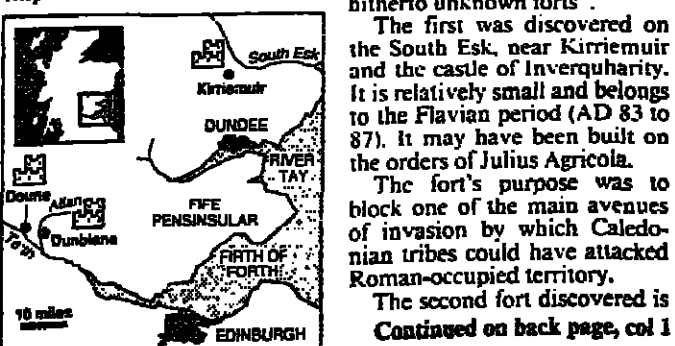 South Esk
Kirriemuir
DUNDEE
RIVER
TAY
Doune
Allan
Dunblane
Teith
FIFE
PENSINSULAR
FIRTH OF
FORTH
10 miles
EDINBURGH
hitherto unknown forts".
The first was discovered on
the South Esk, near Kirriemuir
and the castle of Inverquharity.
It is relatively small and belongs
to the Flavian period (AD 83 to
87). It may have been built on
the orders of Julius Agricola.
The fort's purpose was to
block one of the main avenues
of invasion by which Caledo-
nian tribes could have attacked
Roman-occupied territory.
The second fort discovered is
Continued on back page, col 1